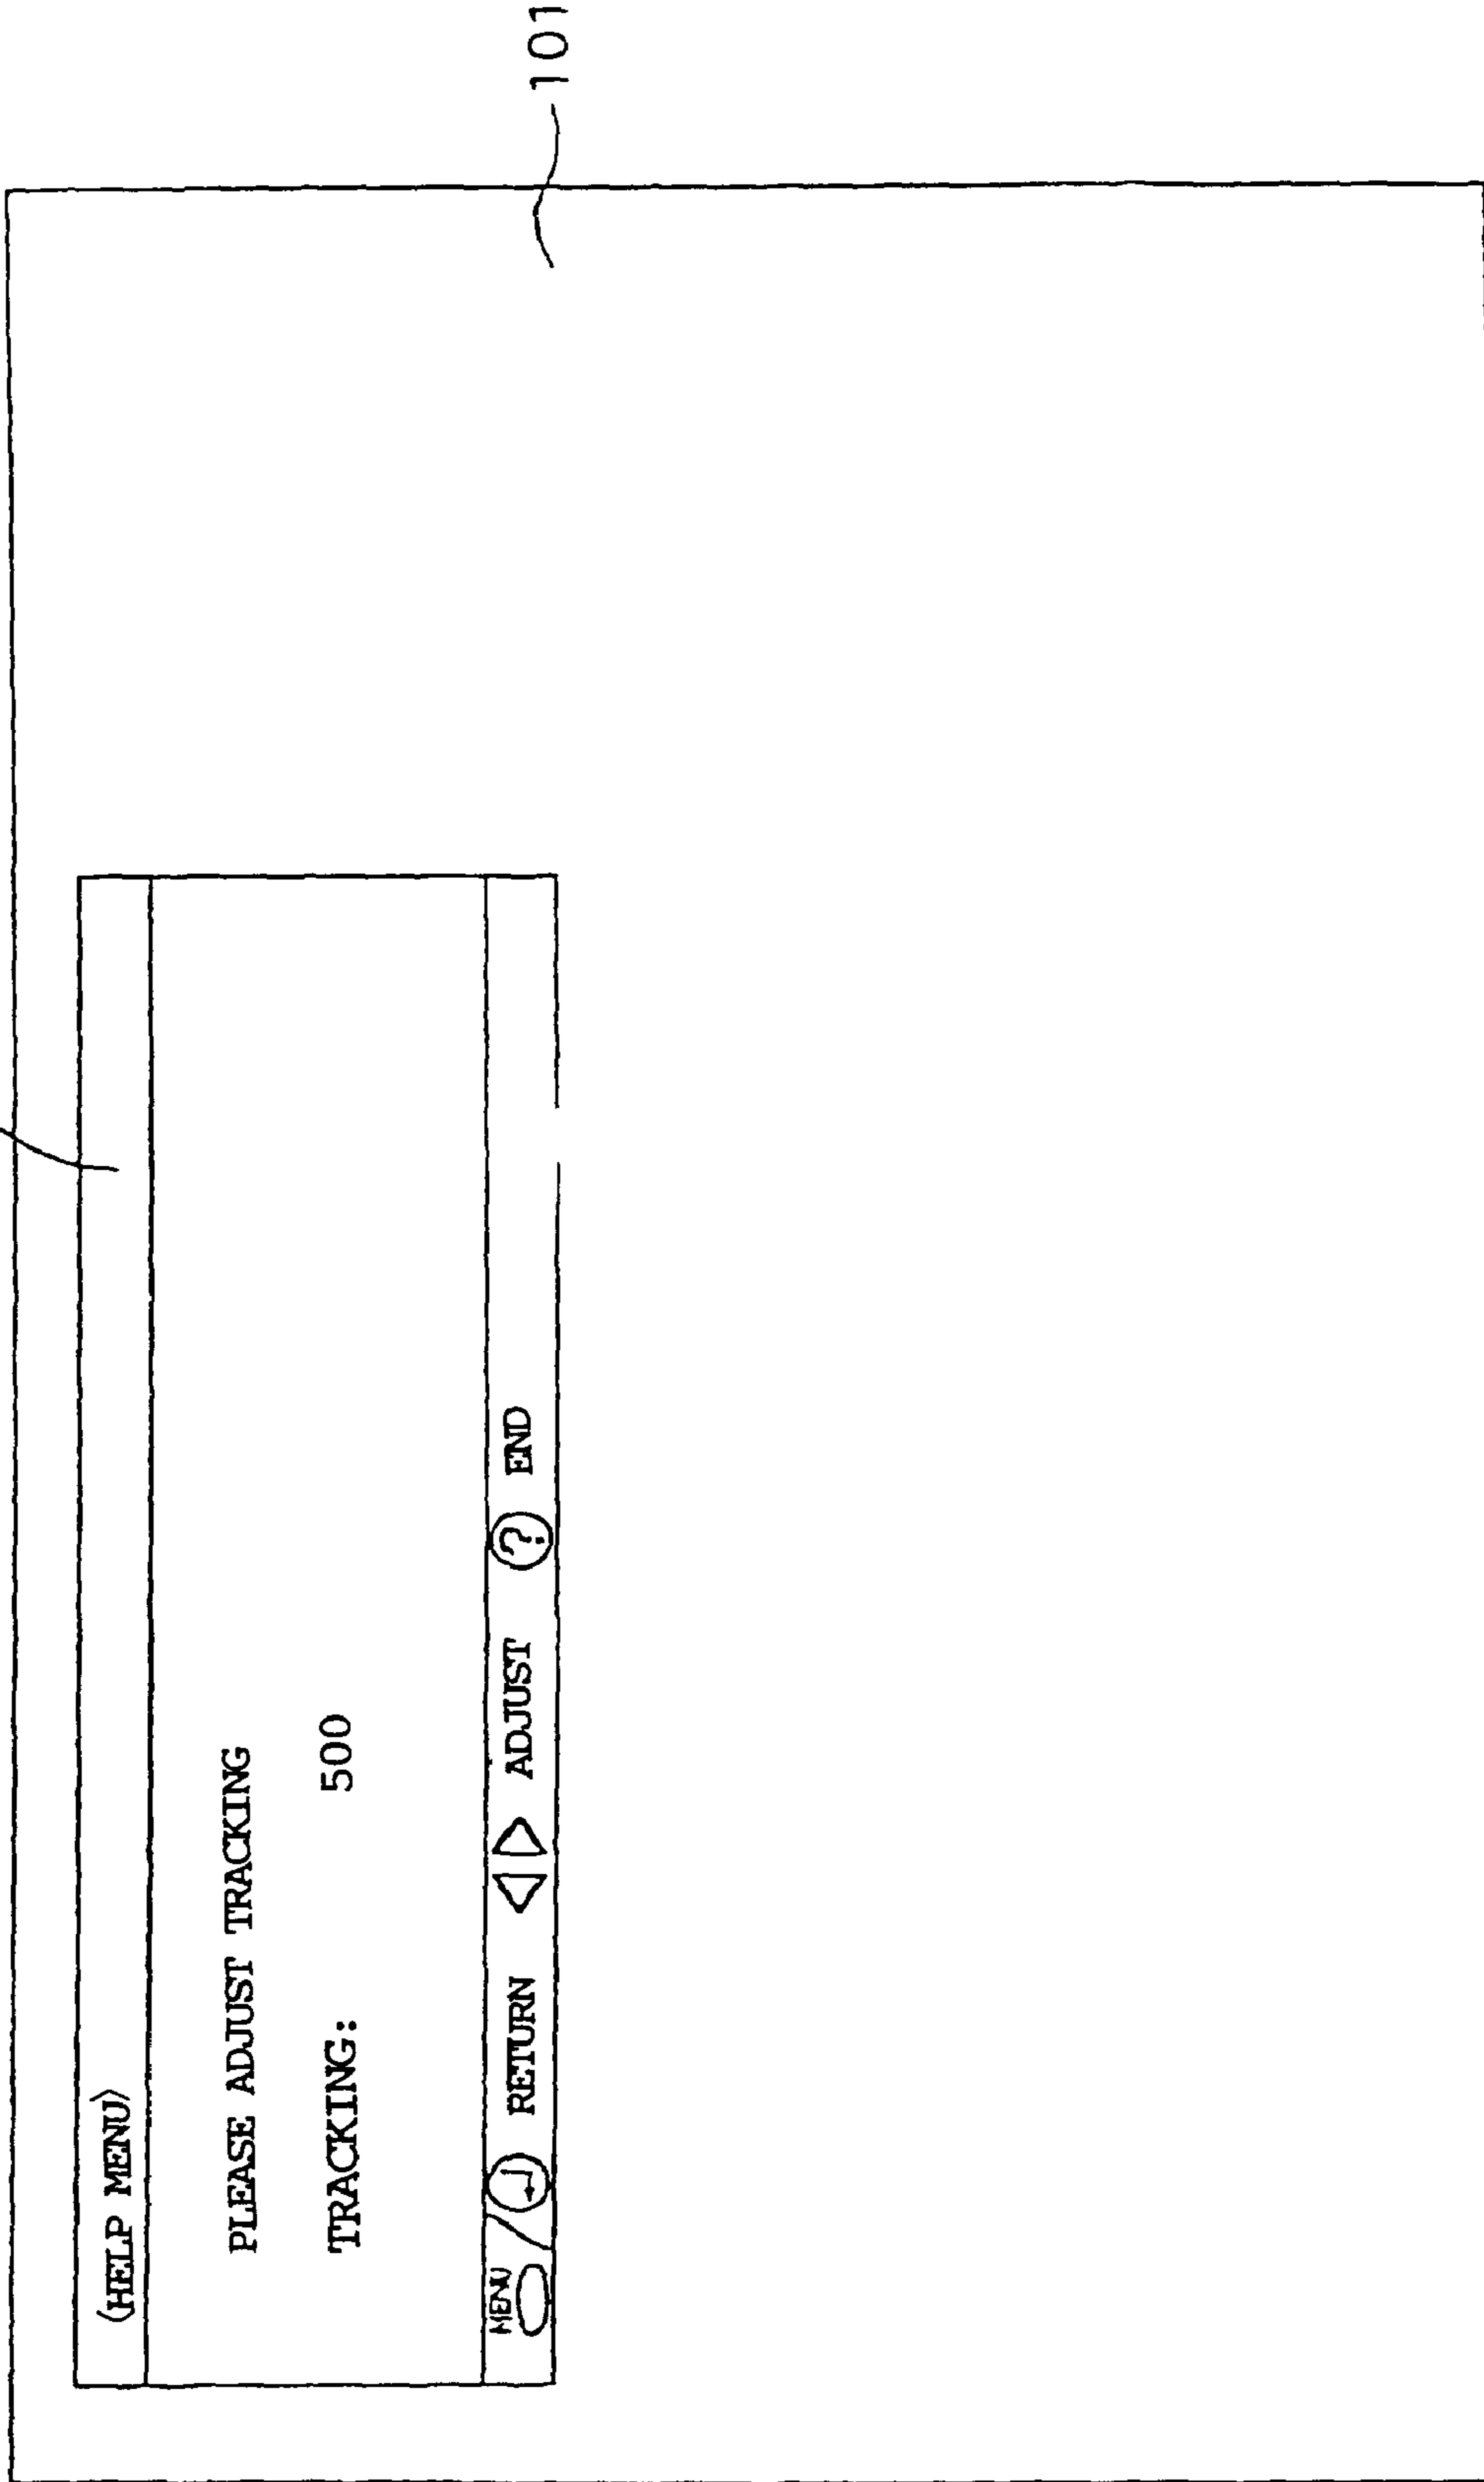 (HELP MENU)
PLEASE ADJUST TRACKING
TRACKING: 500
MENU
/ RETURN ◁ ▷ ADJUST ? END
101